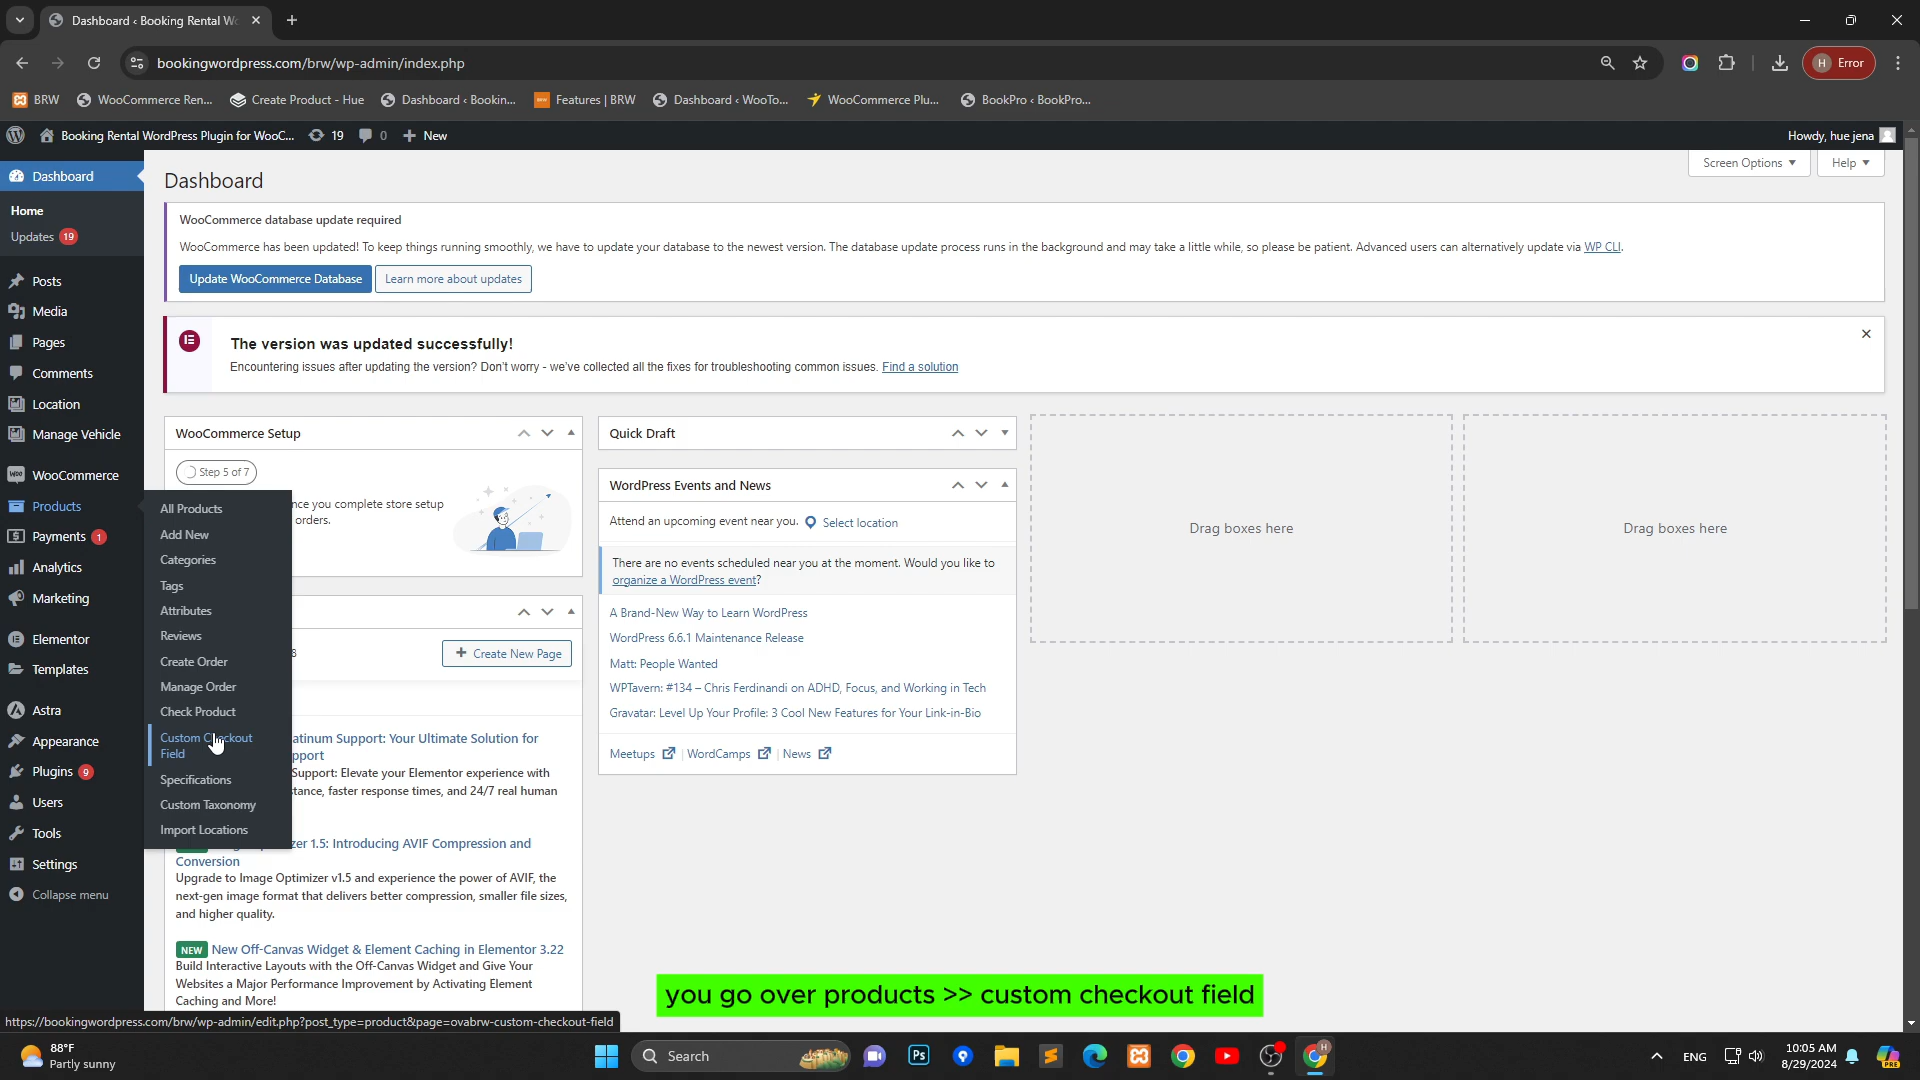 Dashboard ‹ Booking Rental W
bookingwordpress.com/brw/wp-admin/index.php
H Error
BRW
WooCommerce Ren...
Create Product - Hue
Dashboard ‹ Bookin...
Features | BRW
Dashboard ‹ WooTo...
WooCommerce Plu...
BookPro ‹ BookPro...
Booking Rental WordPress Plugin for WooC...
19
0
New
Howdy, hue jena
Dashboard
Home
Updates 19
Posts
Media
Pages
Comments
Location
Manage Vehicle
WooCommerce
Products
Payments 1
Analytics
Marketing
Elementor
Templates
Astra
Appearance
Plugins 9
Users
Tools
Settings
Collapse menu
All Products
Add New
Categories
Tags
Attributes
Reviews
Create Order
Manage Order
Check Product
Custom Checkout
Field
Specifications
Custom Taxonomy
Import Locations
Screen Options
Help
Dashboard
WooCommerce database update required
WooCommerce has been updated! To keep things running smoothly, we have to update your database to the newest version. The database update process runs in the background and may take a little while, so please be patient. Advanced users can alternatively update via WP CLI.
Update WooCommerce Database
Learn more about updates
The version was updated successfully!
Encountering issues after updating the version? Don't worry - we've collected all the fixes for troubleshooting common issues. Find a solution
WooCommerce Setup
Step 5 of 7
nce you complete store setup
orders.
Create New Page
atinum Support: Your Ultimate Solution for
pport
Support: Elevate your Elementor experience with
stance, faster response times, and 24/7 real human
zer 1.5: Introducing AVIF Compression and
Conversion
Upgrade to Image Optimizer v1.5 and experience the power of AVIF, the
next-gen image format that delivers better compression, smaller file sizes,
and higher quality.
NEW New Off-Canvas Widget & Element Caching in Elementor 3.22
Build Interactive Layouts with the Off-Canvas Widget and Give Your
Websites a Major Performance Improvement by Activating Element
Caching and More!
Quick Draft
WordPress Events and News
Attend an upcoming event near you. Select location
There are no events scheduled near you at the moment. Would you like to
organize a WordPress event?
A Brand-New Way to Learn WordPress
WordPress 6.6.1 Maintenance Release
Matt: People Wanted
WPTavern: #134 – Chris Ferdinandi on ADHD, Focus, and Working in Tech
Gravatar: Level Up Your Profile: 3 Cool New Features for Your Link-in-Bio
Meetups | WordCamps | News
Drag boxes here
Drag boxes here
you go over products >> custom checkout field
https://bookingwordpress.com/brw/wp-admin/edit.php?post_type=product&page=ovabrw-custom-checkout-field
88°F
Partly sunny
Search
Ps
ENG
10:05 AM
8/29/2024
PRE